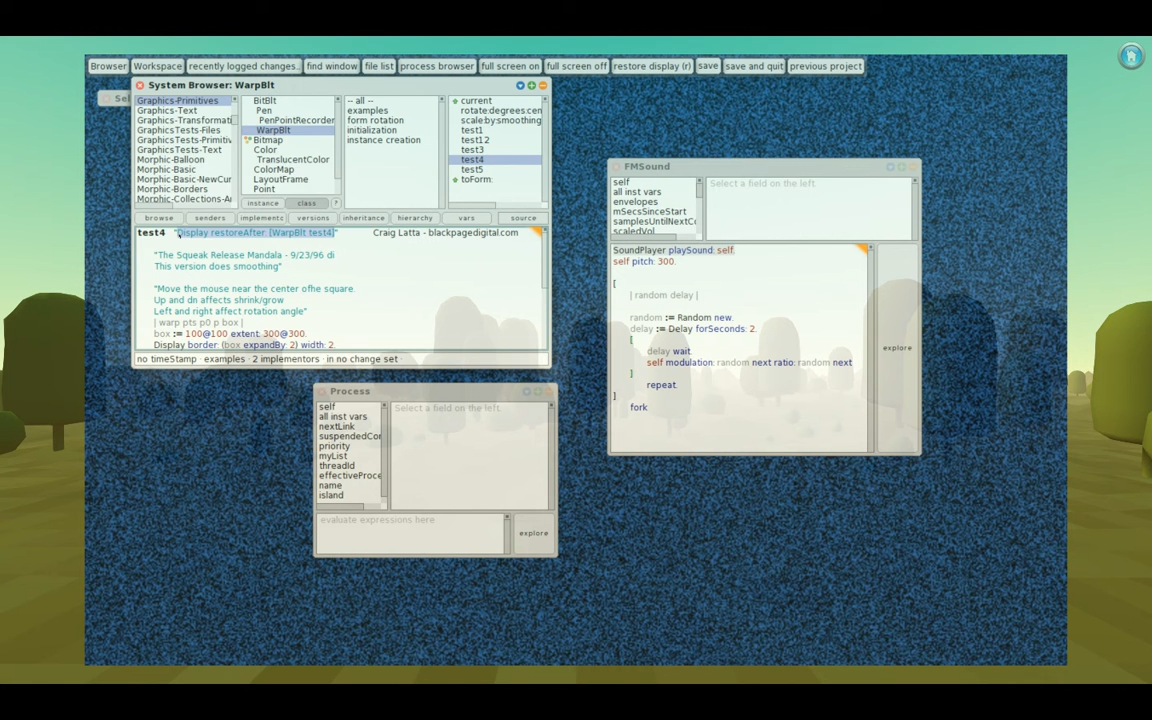 Browser
Workspace
recently logged changes..
find window
file list
process browser
full screen on
full screen off
restore display (r)
save
save and quit
previous project
System Browser: WarpBlt
Graphics-Primitives
Graphics-Text
Graphics-Transformati
GraphicsTests-Files
GraphicsTests-Primitiv
GraphicsTests-Text
Morphic-Balloon
Morphic-Basic
Morphic-Basic-NewCur
Morphic-Borders
Morphic-Collections-Ar
BitBlt
Pen
PenPointRecorder
WarpBlt
Bitmap
Color
TranslucentColor
ColorMap
LayoutFrame
Point
instance
class
?
-- all --
examples
form rotation
initialization
instance creation
current
rotate:degrees:cen
scale:by:smoothing
test1
test12
test3
test4
test5
toForm:
browse
senders
implemento
versions
inheritance
hierarchy
vars
source
test4 "Display restoreAfter [WarpBlt test4]" Craig Latta - blackpagedigital.com
"The Squeak Release Mandala - 9/23/96 di
This version does smoothing"
"Move the mouse near the center ofhe square.
Up and dn affects shrink/grow
Left and right affect rotation angle"
| warp pts p0 p box |
box := 100@100 extent: 300@300.
Display border: (box expandBy: 2) width: 2.
no timeStamp · examples · 2 implementors · in no change set ·
FMSound
self
all inst vars
envelopes
mSecsSinceStart
samplesUntilNextCo
scaledVol
Select a field on the left
SoundPlayer playSound: self.
self pitch: 300.
[
| random delay |
random := Random new.
delay := Delay forSeconds: 2.
[
delay wait.
self modulation: random next ratio: random next
]
repeat.
]
fork
explore
Process
self
all inst vars
nextLink
suspendedCon
priority
myList
threadId
effectiveProce
name
island
Select a field on the left
evaluate expressions here
explore